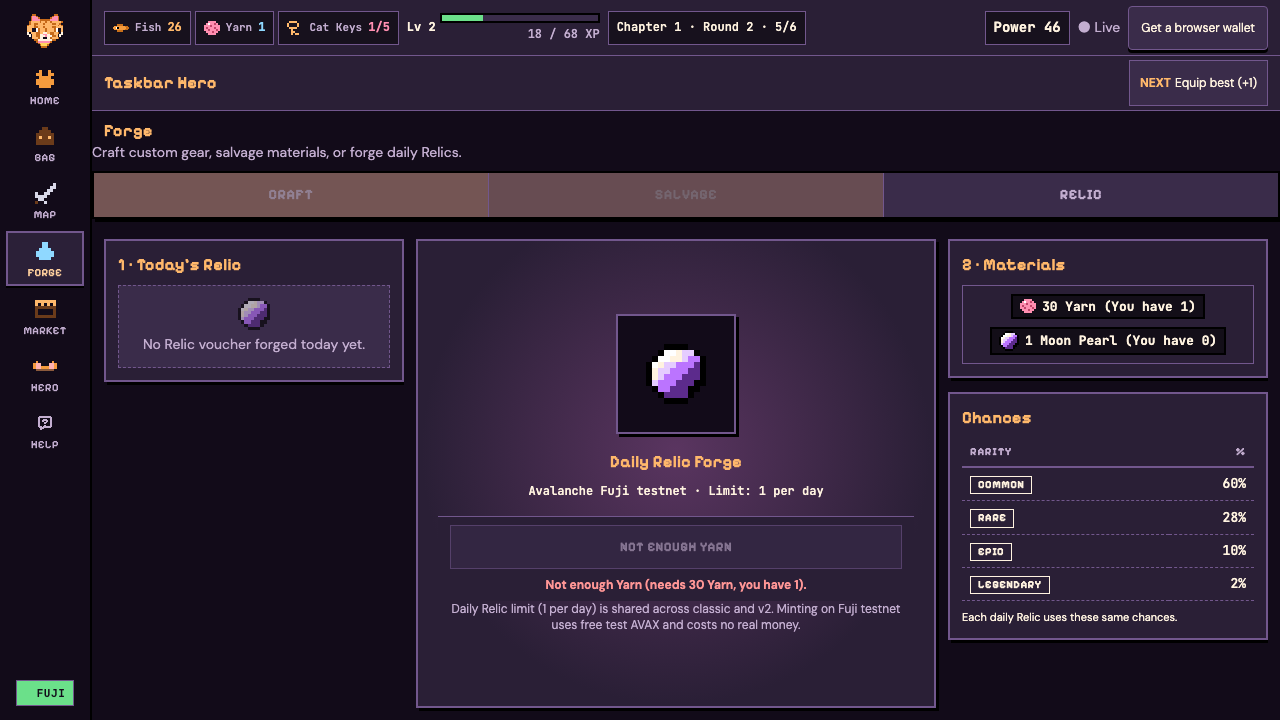 Fish 26
Yarn 1
Cat Keys 1/5
Lv 2
18 / 68 XP
Chapter 1 · Round 2 · 5/6
Power 46
Live
Get a browser wallet
HOME
BAG
MAP
FORGE
MARKET
HERO
HELP
FUJI
Taskbar Hero
NEXT Equip best (+1)
Forge
Craft custom gear, salvage materials, or forge daily Relics.
CRAFT
SALVAGE
RELIC
1 · Today's Relic
No Relic voucher forged today yet.
Daily Relic Forge
Avalanche Fuji testnet · Limit: 1 per day
NOT ENOUGH YARN
Not enough Yarn (needs 30 Yarn, you have 1).
Daily Relic limit (1 per day) is shared across classic and v2. Minting on Fuji testnet
uses free test AVAX and costs no real money.
2 · Materials
30 Yarn (You have 1)
1 Moon Pearl (You have 0)
Chances
RARITY %
COMMON 60%
RARE 28%
EPIC 10%
LEGENDARY 2%
Each daily Relic uses these same chances.